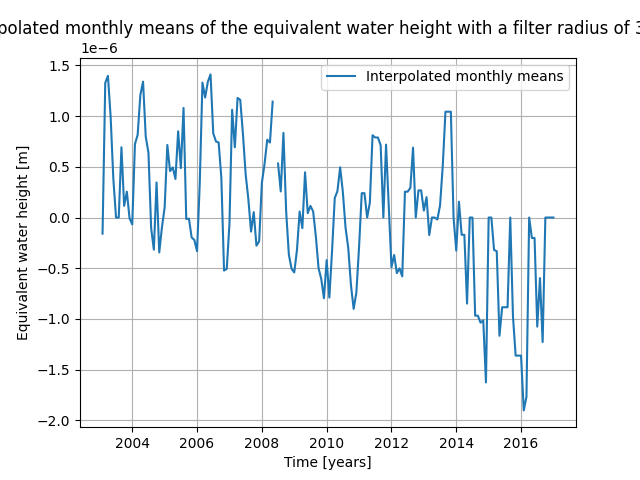 polated monthly means of the equivalent water height with a filter radius of 3
1e−6
Interpolated monthly means
1.5
1.0
0.5
0.0
−0.5
−1.0
−1.5
−2.0
Equivalent water height [m]
2004 2006 2008 2010 2012 2014 2016
Time [years]